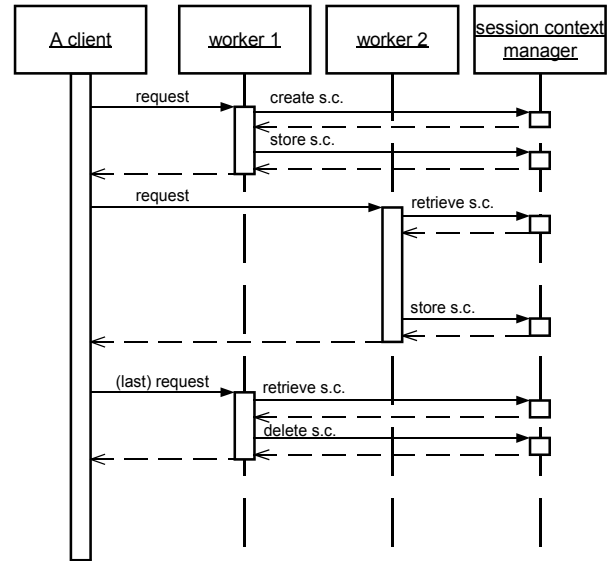 A client
worker 1
worker 2
session context
manager
request
create s.c.
store s.c.
request
retrieve s.c.
store s.c.
(last) request
retrieve s.c.
delete s.c.